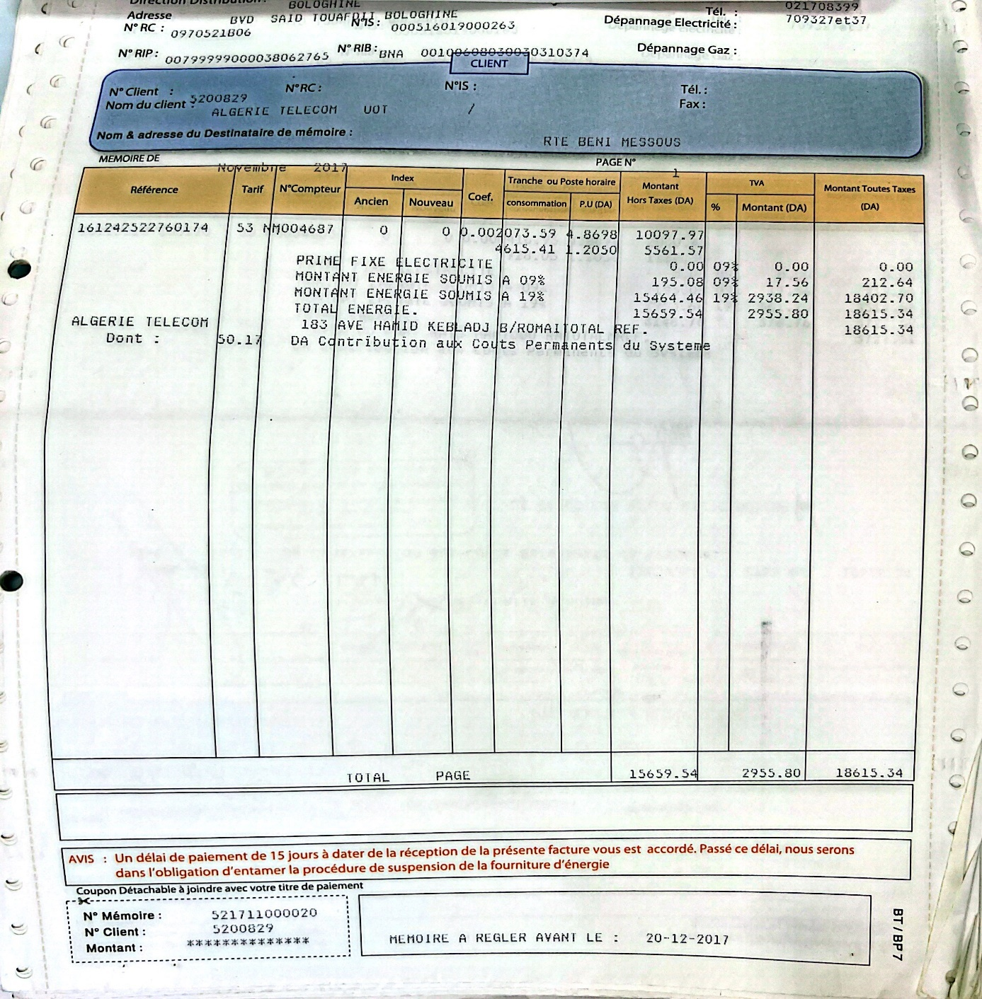 Direction Distribution :
BOLOGHINE
Adresse BVD SAID TOUAFDII BOLOGHINE Tél. : 021708399
N° RC : 0970521B06 N°IS : 000516019000263 Dépannage Electricité : 709327et37
N° RIP : 00799999000038062765 N° RIB : BNA 00100608030030310374 Dépannage Gaz :
CLIENT
N° Client : 5200829 N°RC : N°IS : Tél. :
Nom du client : ALGERIE TELECOM UOT / Fax :
Nom & adresse du Destinataire de mémoire :
RTE BENI MESSOUS
MEMOIRE DE Novembre 2017 PAGE N° 1
Référence Tarif N°Compteur Index Coef. Tranche ou Poste horaire Montant Hors Taxes (DA) TVA Montant Toutes Taxes (DA)
Ancien Nouveau consommation P.U (DA) % Montant (DA)
161242522760174 53 NM004687 0 0 0.00 2073.59 4.8698 10097.97
4615.41 1.2050 5561.57
PRIME FIXE ELECTRICITE 0.00 09% 0.00 0.00
MONTANT ENERGIE SOUMIS A 09% 195.08 09% 17.56 212.64
MONTANT ENERGIE SOUMIS A 19% 15464.46 19% 2938.24 18402.70
TOTAL ENERGIE. 15659.54 2955.80 18615.34
ALGERIE TELECOM 183 AVE HAMID KEBLADJ B/ROMAI TOTAL REF. 18615.34
Dont : 50.17 DA Contribution aux Couts Permanents du Systeme
TOTAL PAGE 15659.54 2955.80 18615.34
AVIS : Un délai de paiement de 15 jours à dater de la réception de la présente facture vous est accordé. Passé ce délai, nous serons
dans l'obligation d'entamer la procédure de suspension de la fourniture d'énergie
Coupon Détachable à joindre avec votre titre de paiement
N° Mémoire : 521711000020
N° Client : 5200829
Montant : **************
MEMOIRE A REGLER AVANT LE : 20-12-2017
BT / BP7